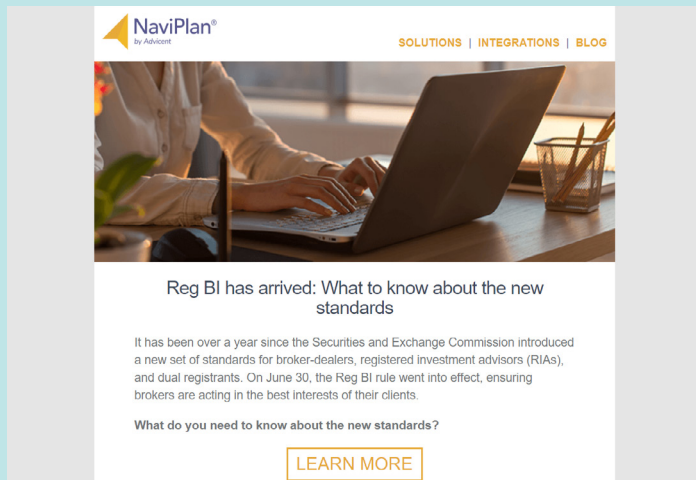 NaviPlan®
by Advicent
SOLUTIONS | INTEGRATIONS | BLOG
Reg BI has arrived: What to know about the new
standards
It has been over a year since the Securities and Exchange Commission introduced
a new set of standards for broker-dealers, registered investment advisors (RIAs),
and dual registrants. On June 30, the Reg BI rule went into effect, ensuring
brokers are acting in the best interests of their clients.
What do you need to know about the new standards?
LEARN MORE